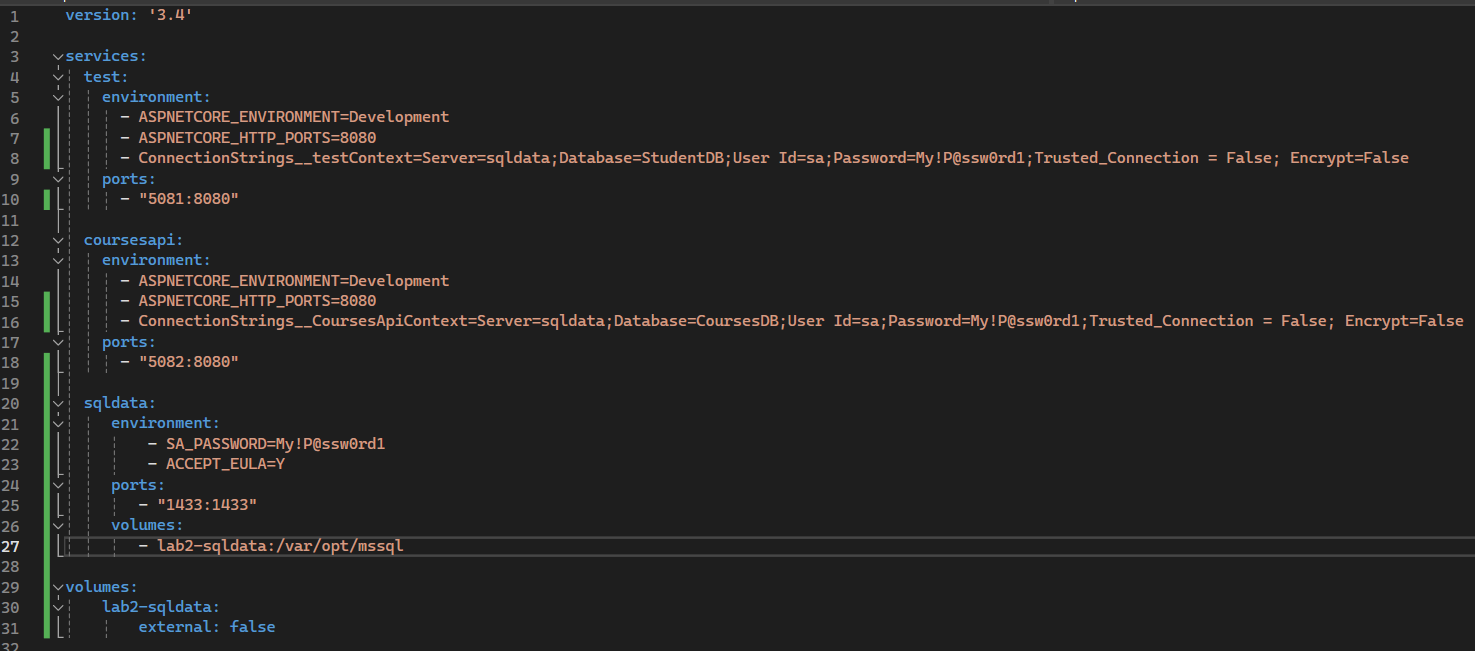 1 version: '3.4'
2
3 services:
4 test:
5 environment:
6 - ASPNETCORE_ENVIRONMENT=Development
7 - ASPNETCORE_HTTP_PORTS=8080
8 - ConnectionStrings__testContext=Server=sqldata;Database=StudentDB;User Id=sa;Password=My!P@ssw0rd1;Trusted_Connection = False; Encrypt=False
9 ports:
10 - "5081:8080"
11
12 coursesapi:
13 environment:
14 - ASPNETCORE_ENVIRONMENT=Development
15 - ASPNETCORE_HTTP_PORTS=8080
16 - ConnectionStrings__CoursesApiContext=Server=sqldata;Database=CoursesDB;User Id=sa;Password=My!P@ssw0rd1;Trusted_Connection = False; Encrypt=False
17 ports:
18 - "5082:8080"
19
20 sqldata:
21 environment:
22 - SA_PASSWORD=My!P@ssw0rd1
23 - ACCEPT_EULA=Y
24 ports:
25 - "1433:1433"
26 volumes:
27 - lab2-sqldata:/var/opt/mssql
28
29 volumes:
30 lab2-sqldata:
31 external: false
32